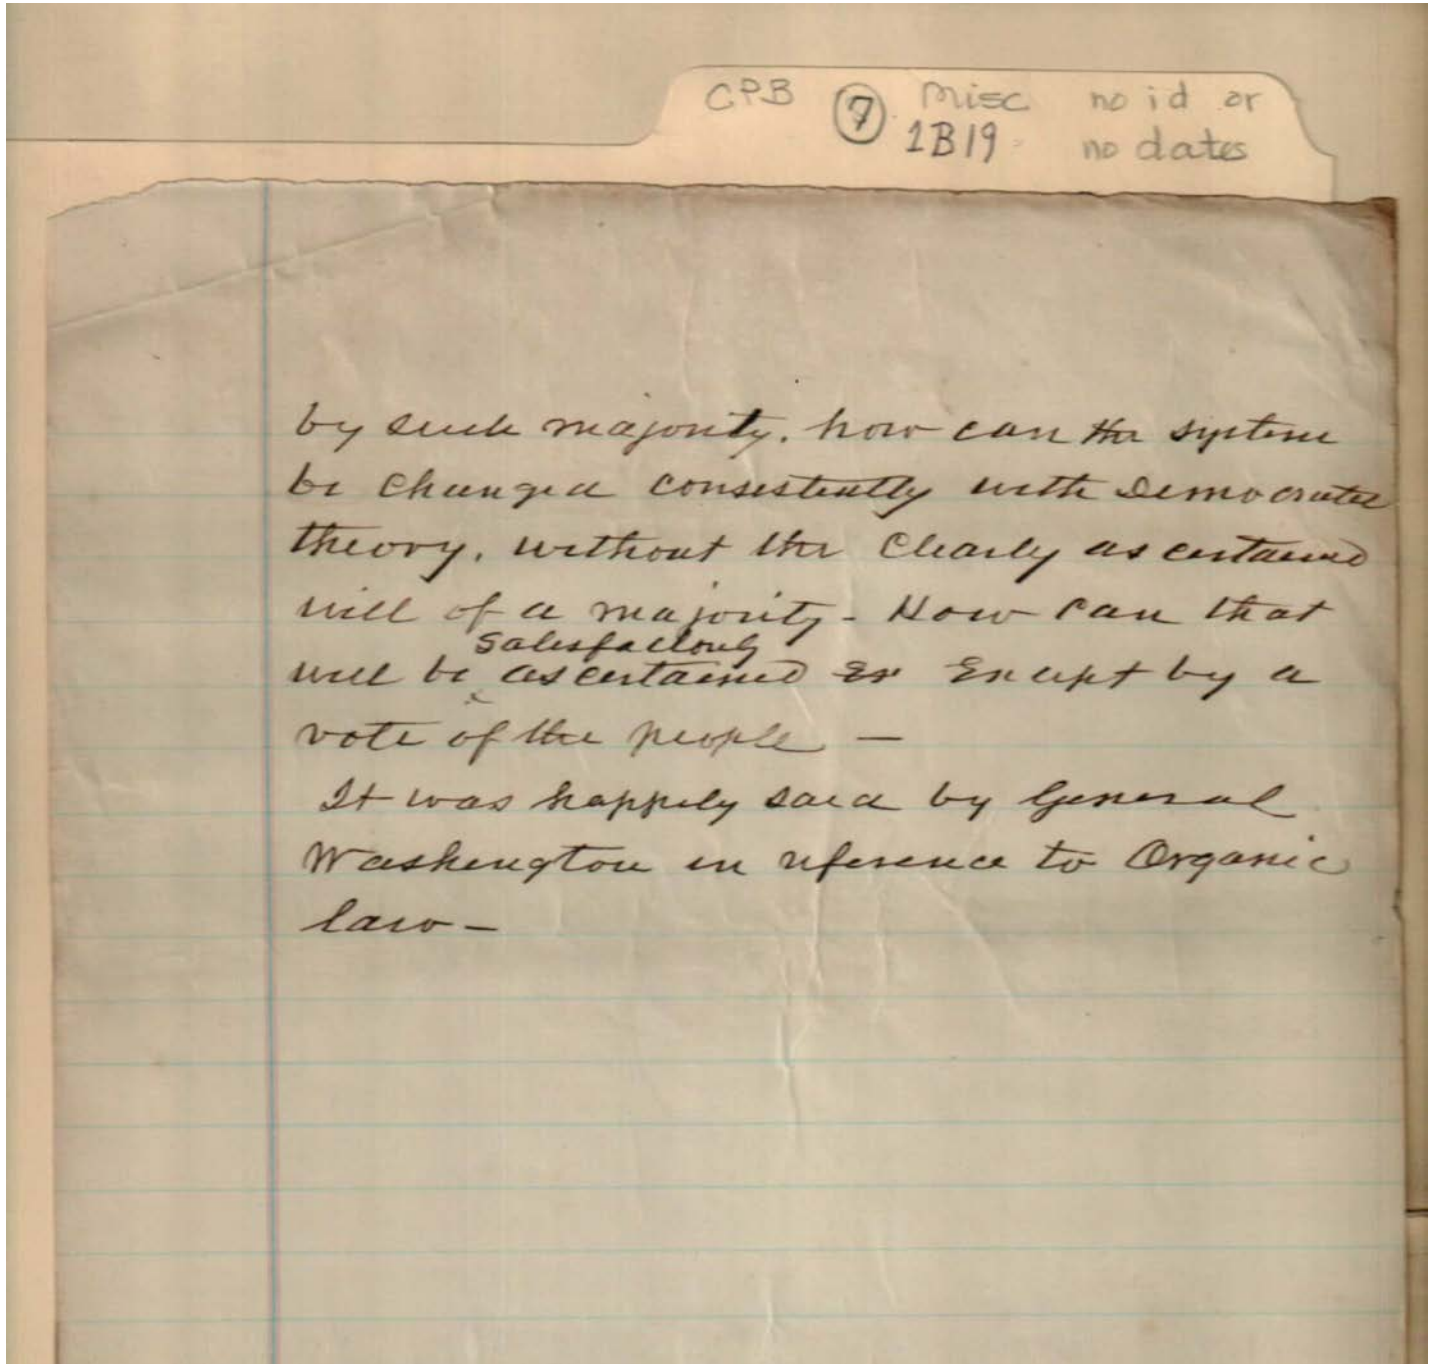 CPB 7 Misc no id or
1B19 no dates
by such majority. how can the system
be changed consistently with Democratic
theory, without the Clearly ascertained
will of a majority - How can that
satisfactorily
will be ascertained Ex Except by a
vote of the people —
It was happily said by General
Washington in reference to Organic
law -